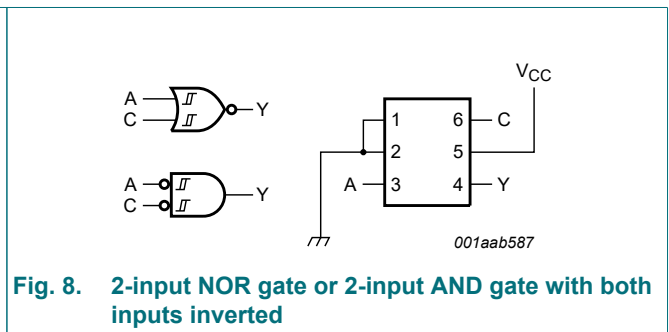 A
C
Y
A
C
Y
VCC
1
6
C
2
5
A
3
4
Y
001aab587
Fig. 8. 2-input NOR gate or 2-input AND gate with both
inputs inverted